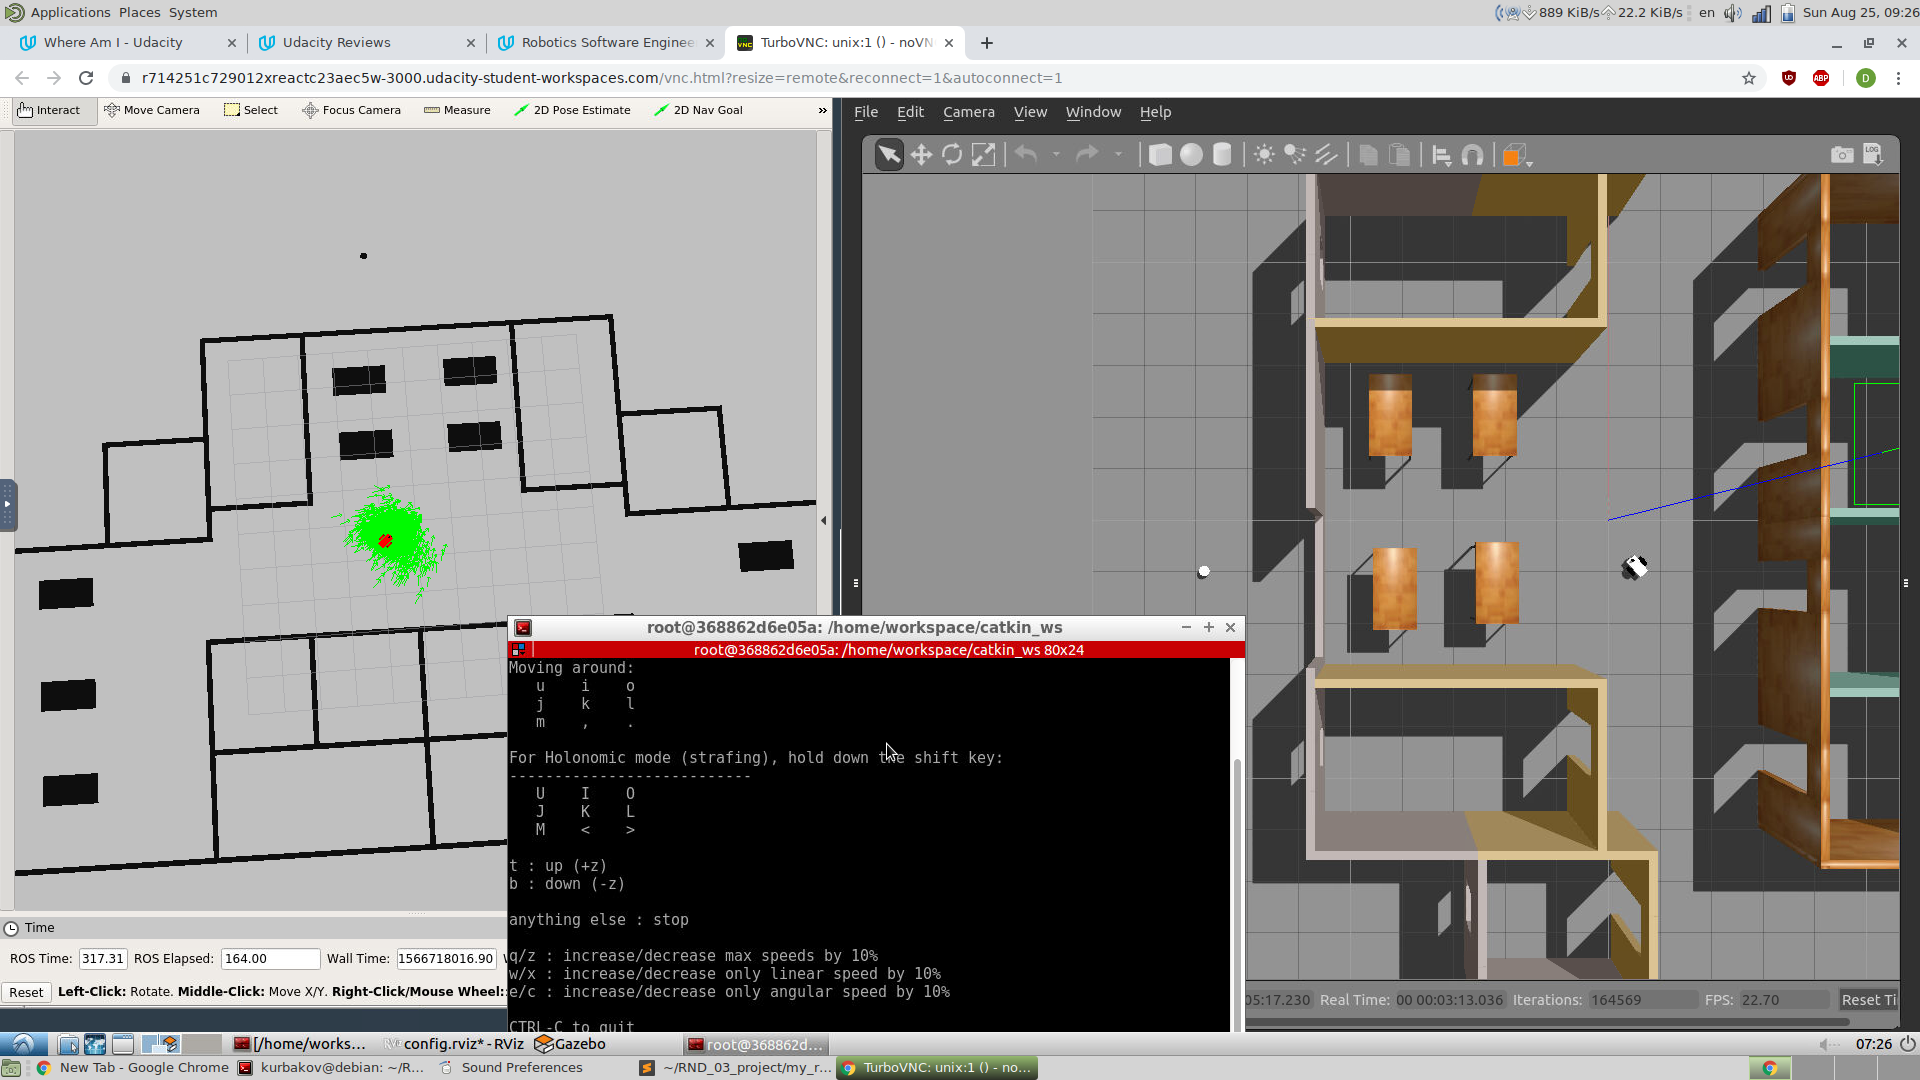 Applications Places System
889 KiB/s 22.2 KiB/s en Sun Aug 25, 09:26
Where Am I - Udacity
Udacity Reviews
Robotics Software Enginee
TurboVNC: unix:1 () - noVN
r714251c729012xreactc23aec5w-3000.udacity-student-workspaces.com/vnc.html?resize=remote&reconnect=1&autoconnect=1
ABP
D
Interact Move Camera Select Focus Camera Measure 2D Pose Estimate 2D Nav Goal »
File Edit Camera View Window Help
LOG
root@368862d6e05a: /home/workspace/catkin_ws
root@368862d6e05a: /home/workspace/catkin_ws 80x24
Moving around:
u i o
j k l
m , .
For Holonomic mode (strafing), hold down the shift key:
---------------------------
U I O
J K L
M < >
t : up (+z)
b : down (-z)
anything else : stop
q/z : increase/decrease max speeds by 10%
w/x : increase/decrease only linear speed by 10%
e/c : increase/decrease only angular speed by 10%
CTRL-C to quit
Time
ROS Time: 317.31 ROS Elapsed: 164.00 Wall Time: 1566718016.90
Reset Left-Click: Rotate. Middle-Click: Move X/Y. Right-Click/Mouse Wheel:
05:17.230 Real Time: 00 00:03:13.036 Iterations: 164569 FPS: 22.70 Reset Ti
[/home/works... config.rviz* - RViz Gazebo root@368862d... 07:26
New Tab - Google Chrome kurbakov@debian: ~/R... Sound Preferences ~/RND_03_project/my_r... TurboVNC: unix:1 () - no...